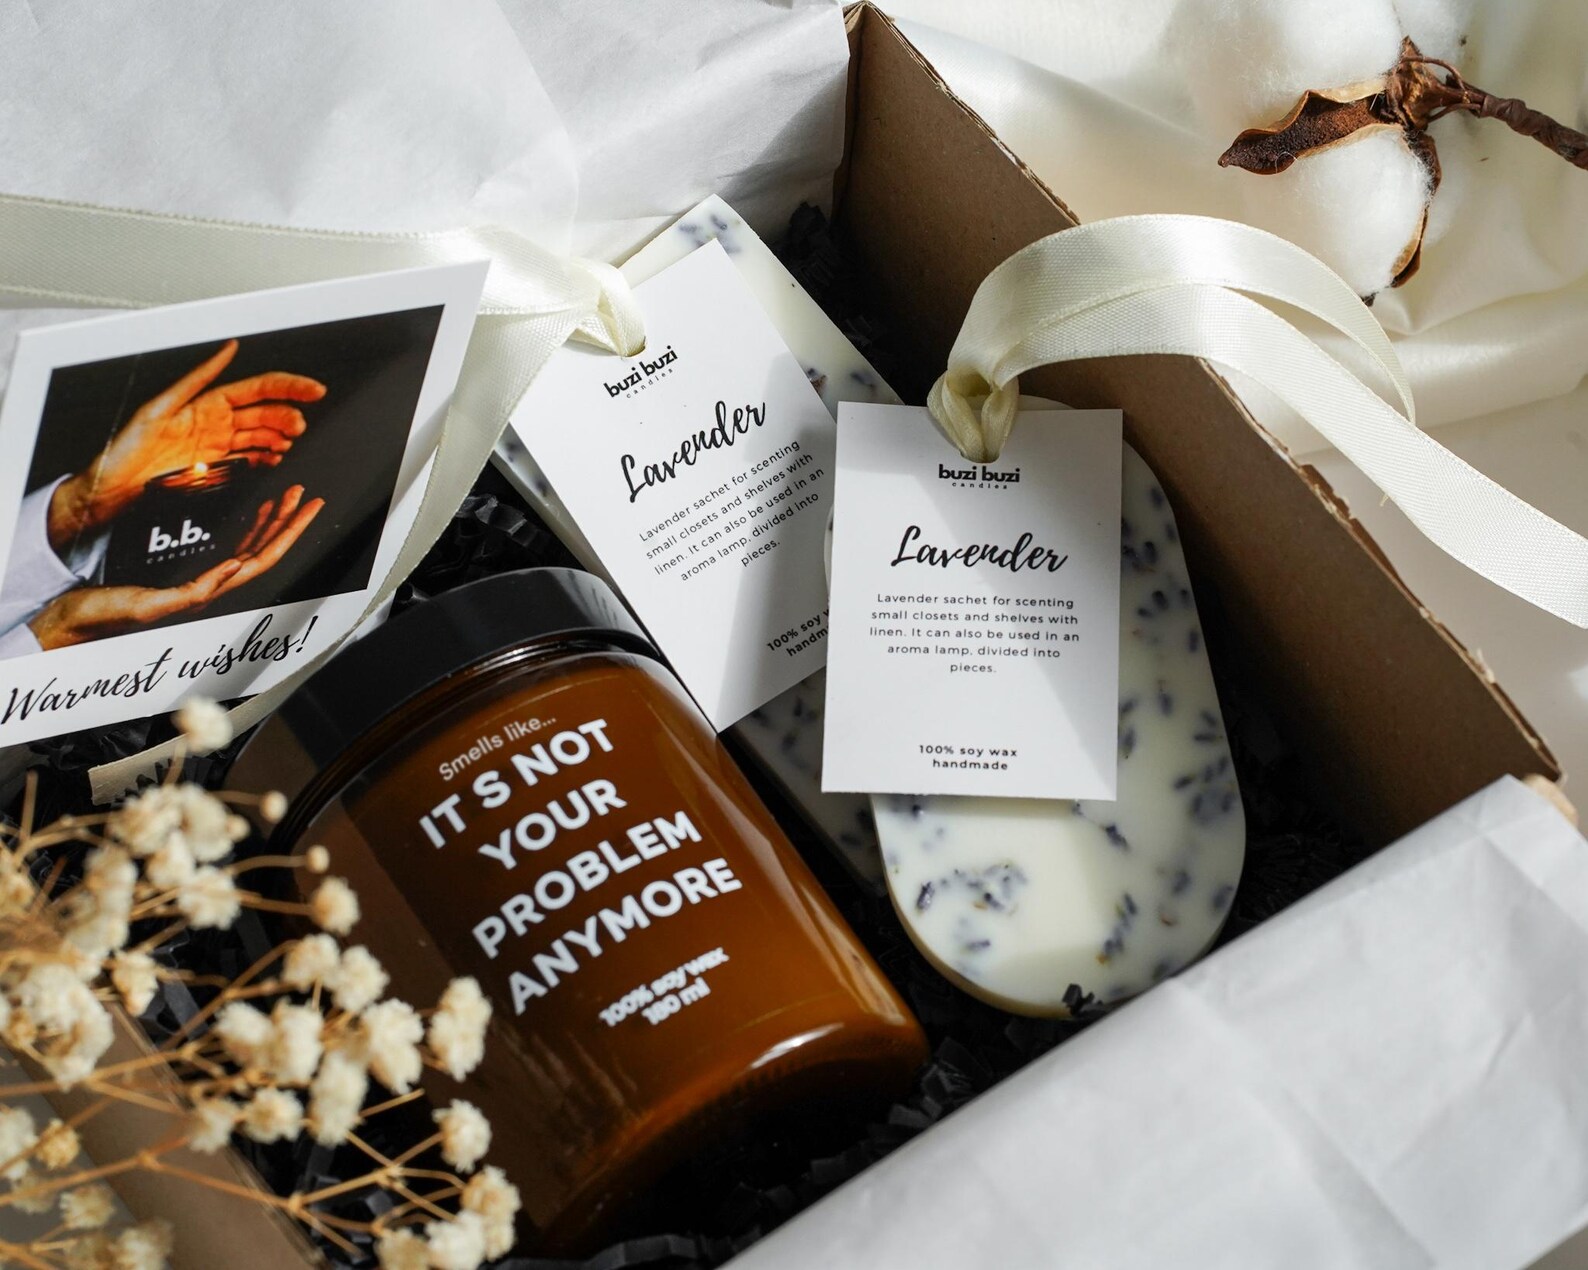 b.b.
candles
Warmest wishes!
buzi buzi
candles
Lavender
Lavender sachet for scenting
small closets and shelves with
linen. It can also be used in an
aroma lamp, divided into
pieces.
100% soy
handm
buzi buzi
candles
Lavender
Lavender sachet for scenting
small closets and shelves with
linen. It can also be used in an
aroma lamp, divided into
pieces.
100% soy wax
handmade
Smells like...
IT S NOT
YOUR
PROBLEM
ANYMORE
100% soy wax
180 ml